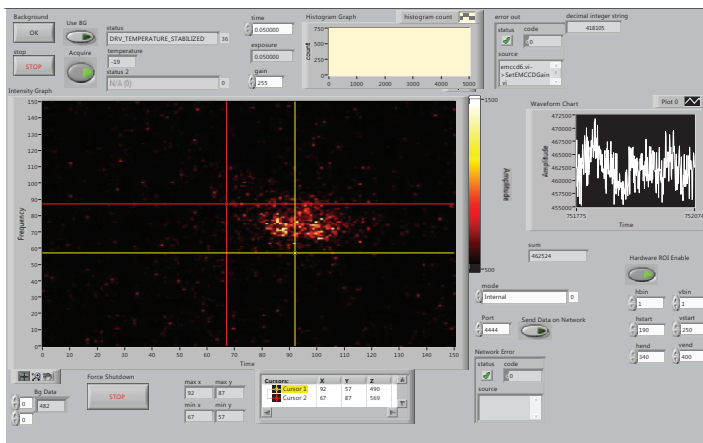 Background
OK
Use BG
status
DRV_TEMPERATURE_STABILIZED
36
stop
STOP
Acquire
temperature
-19
status 2
N/A (0)
0
time
0.050000
exposure
0.050000
gain
255
Histogram Graph
histogram count
750
500
250
0
count
0 1000 2000 3000 4000 5000
error out
status code
0
source
emccd6.vi-
>SetEMCCDGain
.vi
decimal integer string
418105
Intensity Graph
150
140
130
120
110
100
90
80
70
60
50
40
30
20
10
0
Frequency
0 10 20 30 40 50 60 70 80 90 100 110 120 130 140 150
Time
1500
500
Amplitude
Waveform Chart
Plot 0
472500
470000
467500
465000
462500
460000
457500
455000
Amplitude
751775 752074
Time
sum
462524
Hardware ROI Enable
mode
Internal
0
hbin vbin
1 1
Port
4444
Send Data on Network
hstart vstart
190 250
hend vend
340 400
Network Error
status code
0
source
Bg Data
0
482
0
Force Shutdown
STOP
max x max y
92 87
min x min y
67 57
Cursors: X Y Z
Cursor 1 92 57 490
Cursor 2 67 87 569